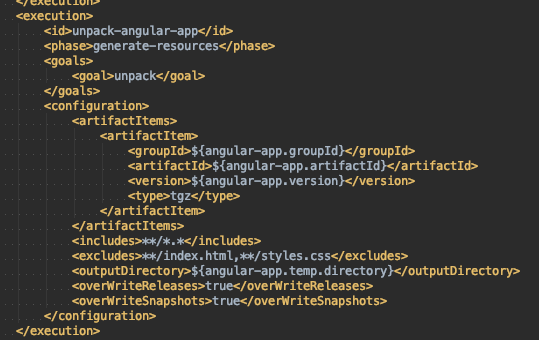 </execution>
<execution>
<id>unpack-angular-app</id>
<phase>generate-resources</phase>
<goals>
<goal>unpack</goal>
</goals>
<configuration>
<artifactItems>
<artifactItem>
<groupId>${angular-app.groupId}</groupId>
<artifactId>${angular-app.artifactId}</artifactId>
<version>${angular-app.version}</version>
<type>tgz</type>
</artifactItem>
</artifactItems>
<includes>**/*.*</includes>
<excludes>**/index.html,**/styles.css</excludes>
<outputDirectory>${angular-app.temp.directory}</outputDirectory>
<overWriteReleases>true</overWriteReleases>
<overWriteSnapshots>true</overWriteSnapshots>
</configuration>
</execution>